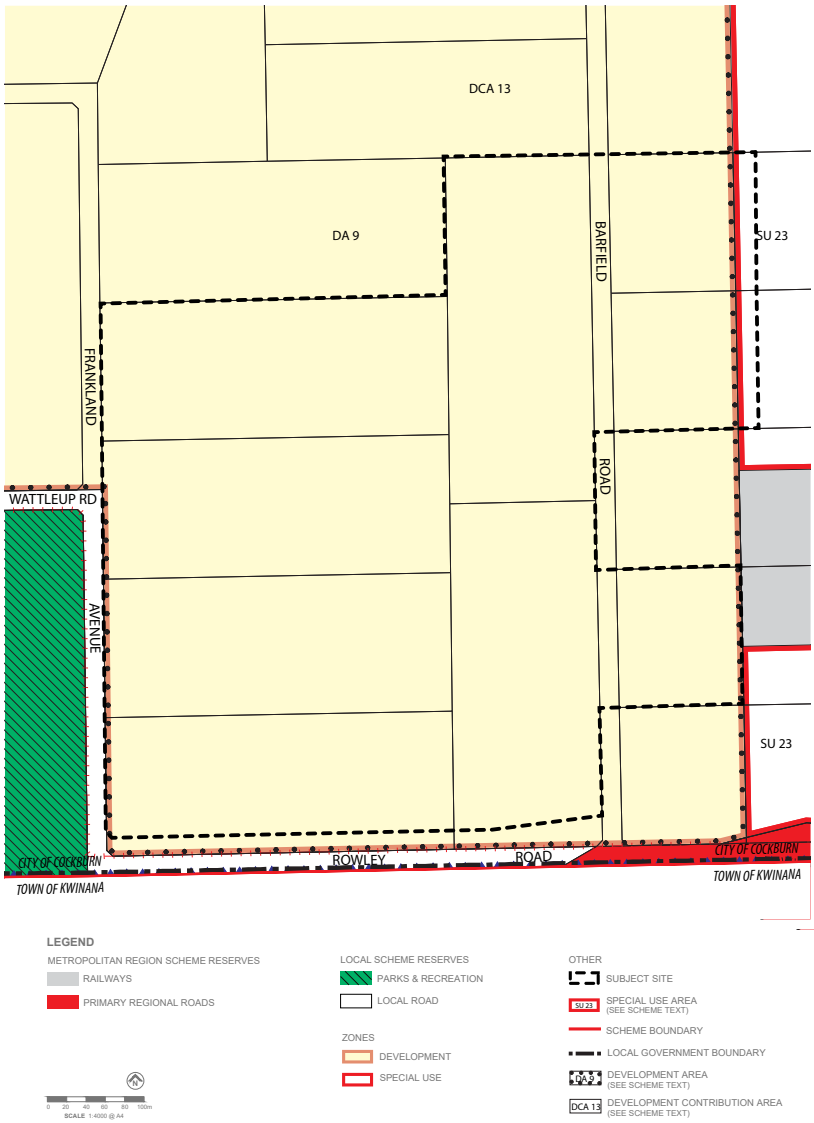 DCA 13
DA 9
BARFIELD
SU 23
FRANKLAND
ROAD
WATTLEUP RD
AVENUE
SU 23
CITY OF COCKBURN
ROWLEY
ROAD
CITY OF COCKBURN
TOWN OF KWINANA
TOWN OF KWINANA
LEGEND
METROPOLITAN REGION SCHEME RESERVES
RAILWAYS
PRIMARY REGIONAL ROADS
LOCAL SCHEME RESERVES
PARKS & RECREATION
LOCAL ROAD
ZONES
DEVELOPMENT
SPECIAL USE
OTHER
SUBJECT SITE
SU 23 SPECIAL USE AREA
(SEE SCHEME TEXT)
SCHEME BOUNDARY
LOCAL GOVERNMENT BOUNDARY
DA 9 DEVELOPMENT AREA
(SEE SCHEME TEXT)
DCA 13 DEVELOPMENT CONTRIBUTION AREA
(SEE SCHEME TEXT)
N
0 20 40 60 80 100m
SCALE 1:4000 @ A4